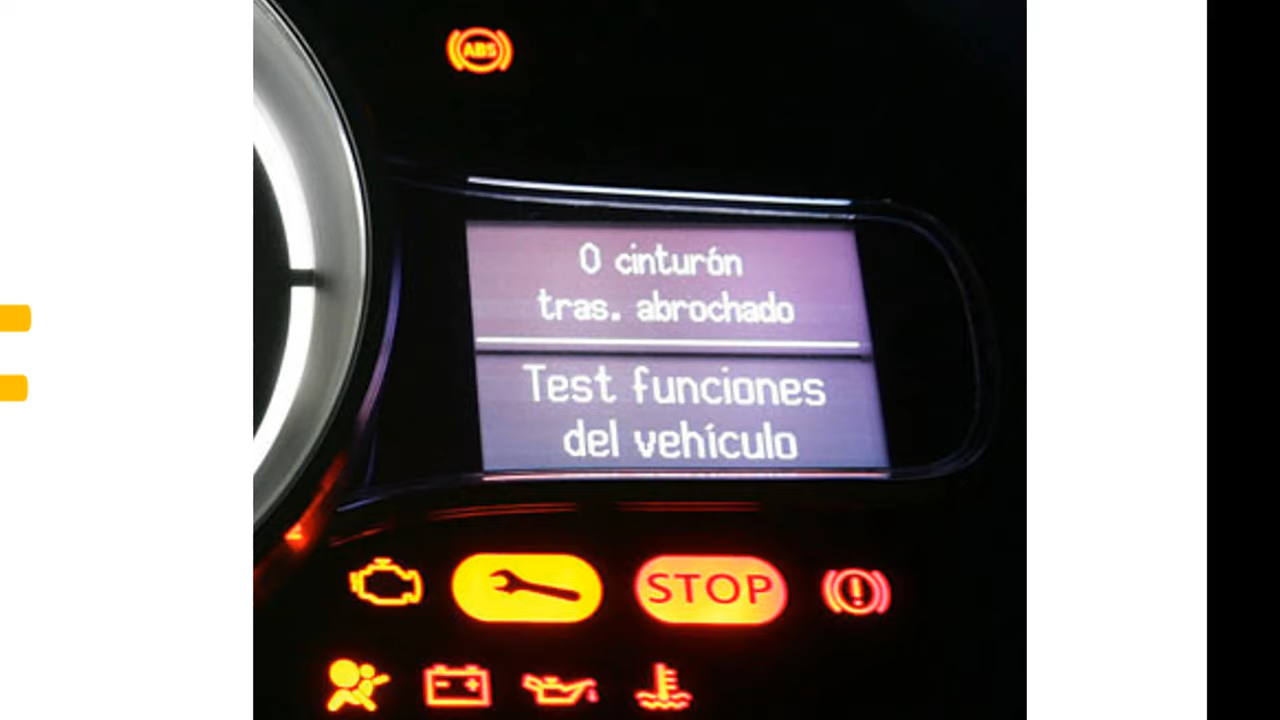 ABS
0 cinturón
tras. abrochado
Test funciones
del vehículo
STOP